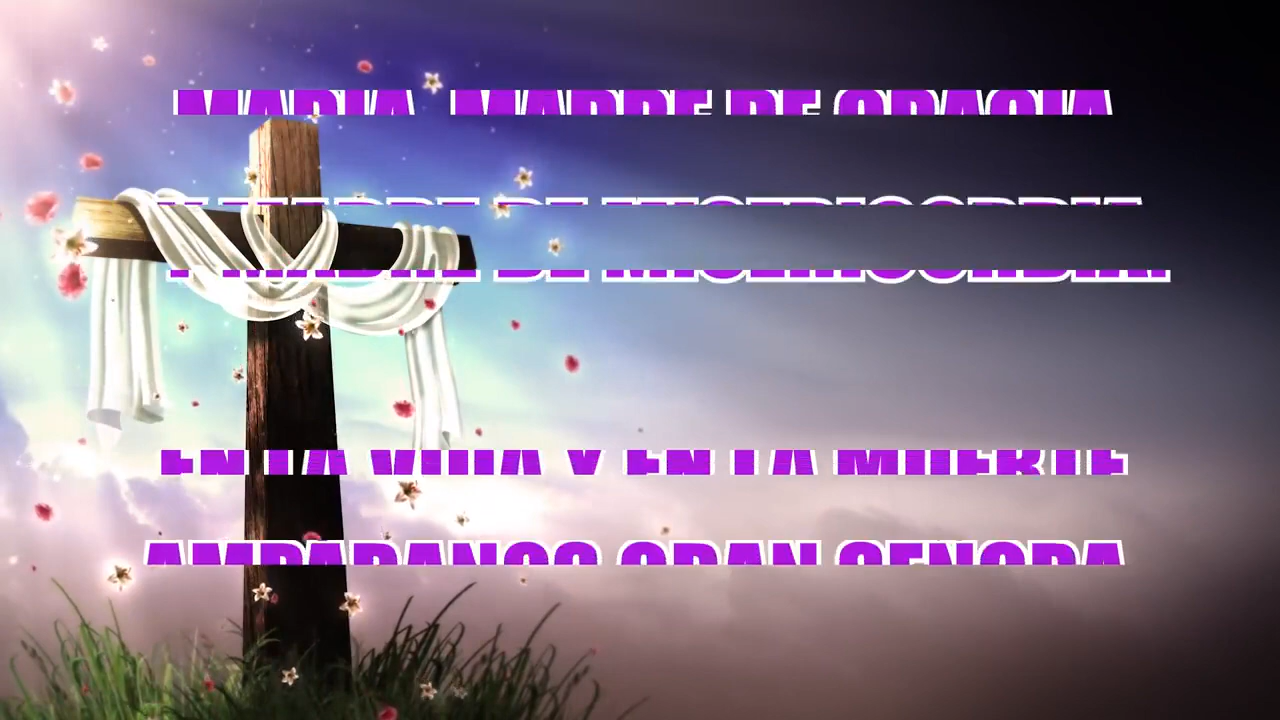 MARIA, MADRE DE GRACIA
Y MADRE DE MISERICORDIA.
EN LA VIDA Y EN LA MUERTE
AMPARANOS GRAN SEÑORA